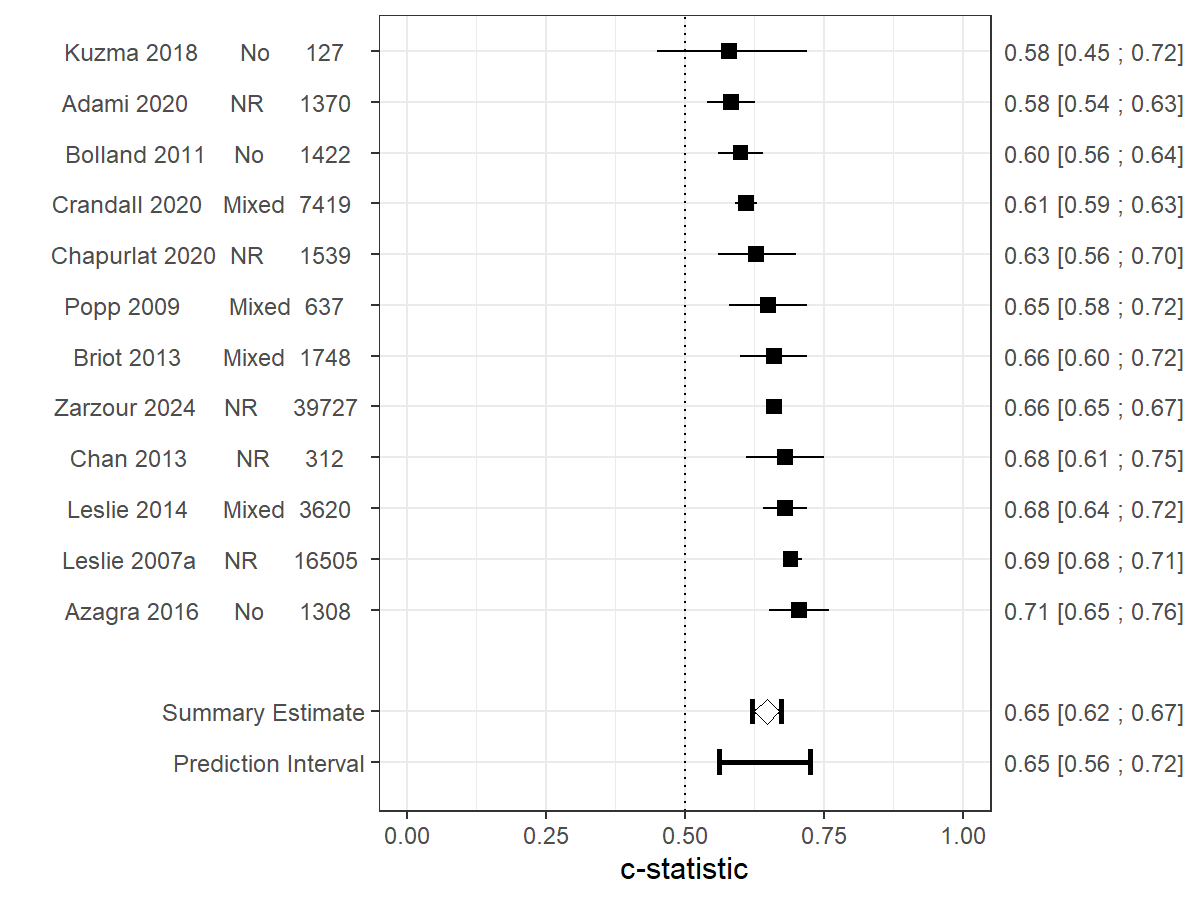 Kuzma 2018 No 127 0.58 [0.45 ; 0.72]
Adami 2020 NR 1370 0.58 [0.54 ; 0.63]
Bolland 2011 No 1422 0.60 [0.56 ; 0.64]
Crandall 2020 Mixed 7419 0.61 [0.59 ; 0.63]
Chapurlat 2020 NR 1539 0.63 [0.56 ; 0.70]
Popp 2009 Mixed 637 0.65 [0.58 ; 0.72]
Briot 2013 Mixed 1748 0.66 [0.60 ; 0.72]
Zarzour 2024 NR 39727 0.66 [0.65 ; 0.67]
Chan 2013 NR 312 0.68 [0.61 ; 0.75]
Leslie 2014 Mixed 3620 0.68 [0.64 ; 0.72]
Leslie 2007a NR 16505 0.69 [0.68 ; 0.71]
Azagra 2016 No 1308 0.71 [0.65 ; 0.76]
Summary Estimate 0.65 [0.62 ; 0.67]
Prediction Interval 0.65 [0.56 ; 0.72]
0.00 0.25 0.50 0.75 1.00
c-statistic